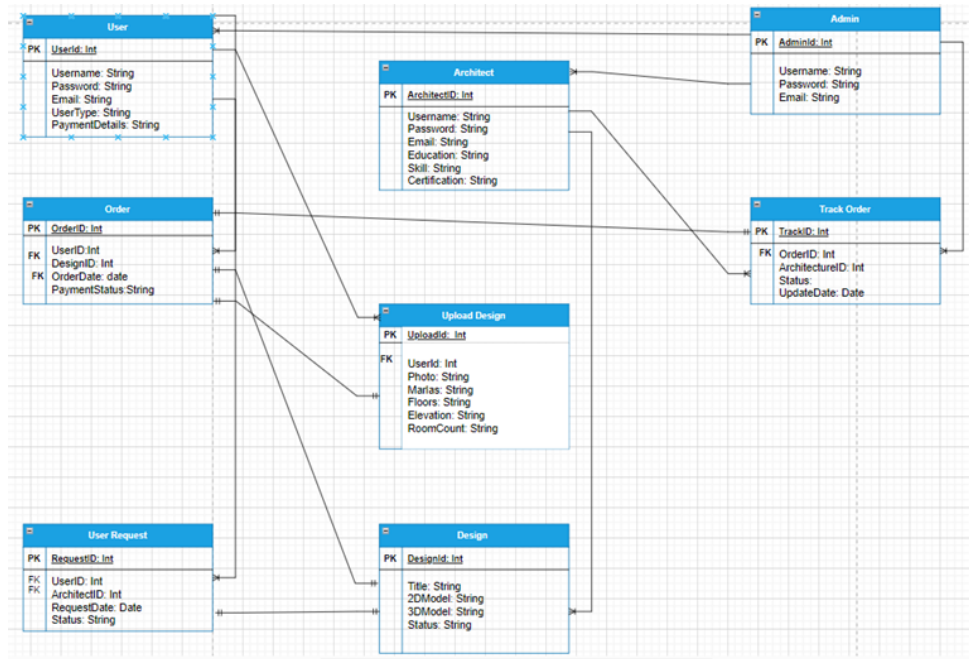 User
PK UserId: Int
Username: String
Password: String
Email: String
UserType: String
PaymentDetails: String
Admin
PK AdminId: Int
Username: String
Password: String
Email: String
Architect
PK ArchitectID: Int
Username: String
Password: String
Email: String
Education: String
Skill: String
Certification: String
Order
PK OrderID: Int
FK UserID:Int
DesignID: Int
FK OrderDate: date
PaymentStatus:String
Track Order
PK TrackID: Int
FK OrderID: Int
ArchitectureID: Int
Status:
UpdateDate: Date
Upload Design
PK UploadId: Int
FK UserId: Int
Photo: String
Marlas: String
Floors: String
Elevation: String
RoomCount: String
User Request
PK RequestID: Int
FK UserID: Int
FK ArchitectID: Int
RequestDate: Date
Status: String
Design
PK DesignId: Int
Title: String
2DModel: String
3DModel: String
Status: String